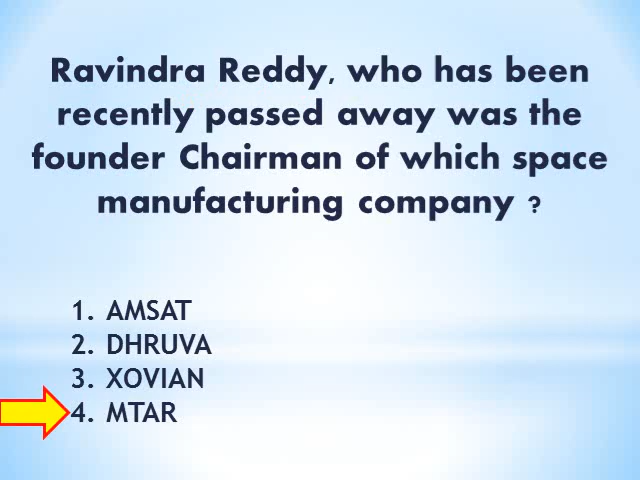 Ravindra Reddy, who has been
recently passed away was the
founder Chairman of which space
manufacturing company ?
1. AMSAT
2. DHRUVA
3. XOVIAN
4. MTAR